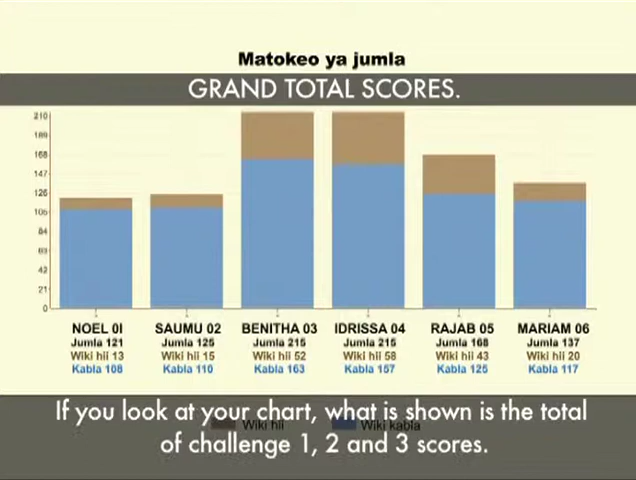 Matokeo ya jumla
GRAND TOTAL SCORES.
210
189
168
147
126
105
84
63
42
21
0
NOEL 01 SAUMU 02 BENITHA 03 IDRISSA 04 RAJAB 05 MARIAM 06
Jumla 121 Jumla 125 Jumla 215 Jumla 215 Jumla 168 Jumla 137
Wiki hii 13 Wiki hii 15 Wiki hii 52 Wiki hii 58 Wiki hii 43 Wiki hii 20
Kabla 108 Kabla 110 Kabla 163 Kabla 157 Kabla 125 Kabla 117
If you look at your chart, what is shown is the total
Wiki hii Wiki kabla
of challenge 1, 2 and 3 scores.